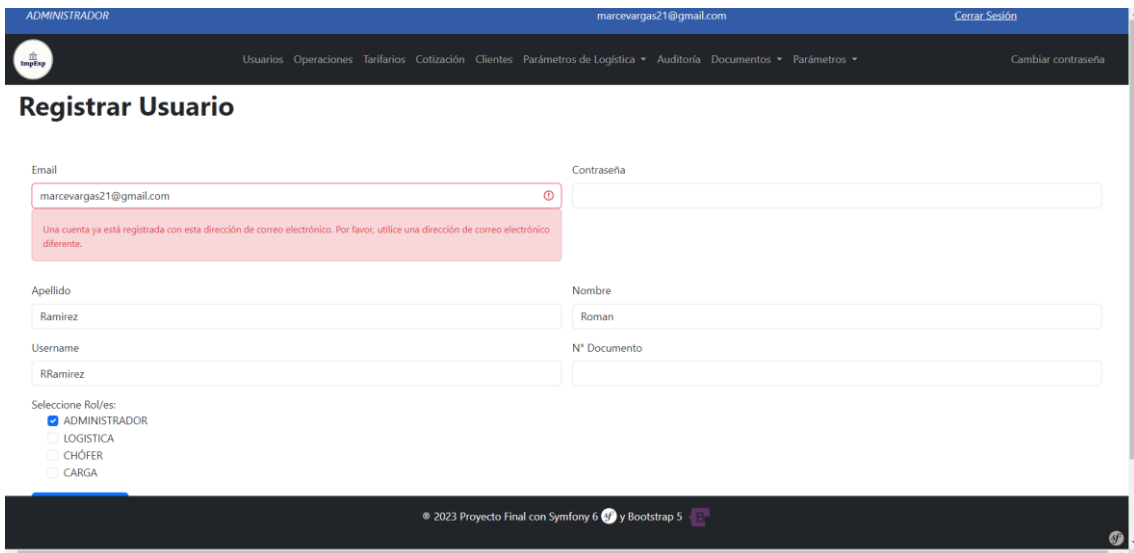 ADMINISTRADOR marcevargas21@gmail.com Cerrar Sesión
ImpExp Usuarios Operaciones Tarifarios Cotización Clientes Parámetros de Logística Auditoría Documentos Parámetros Cambiar contraseña
Registrar Usuario
Email Contraseña
marcevargas21@gmail.com
Una cuenta ya está registrada con esta dirección de correo electrónico. Por favor, utilice una dirección de correo electrónico
diferente.
Apellido Nombre
Ramirez Roman
Username N° Documento
RRamirez
Seleccione Rol/es:
ADMINISTRADOR
LOGISTICA
CHÓFER
CARGA
® 2023 Proyecto Final con Symfony 6 sf y Bootstrap 5 B
sf